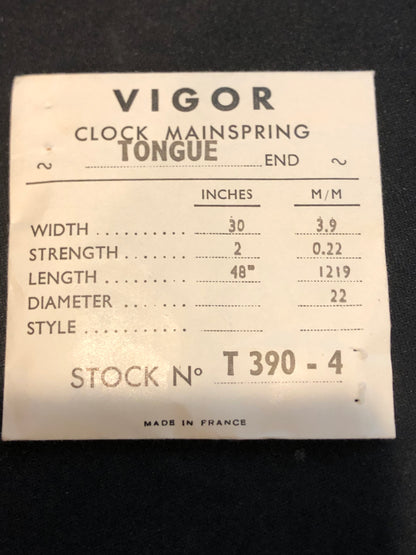 VIGOR
CLOCK MAINSPRING
~ TONGUE END ~
INCHES M/M
WIDTH .......... 30 3.9
STRENGTH ....... 2 0.22
LENGTH ......... 48" 1219
DIAMETER ....... 22
STYLE ..........
STOCK Nº T 390 - 4
MADE IN FRANCE